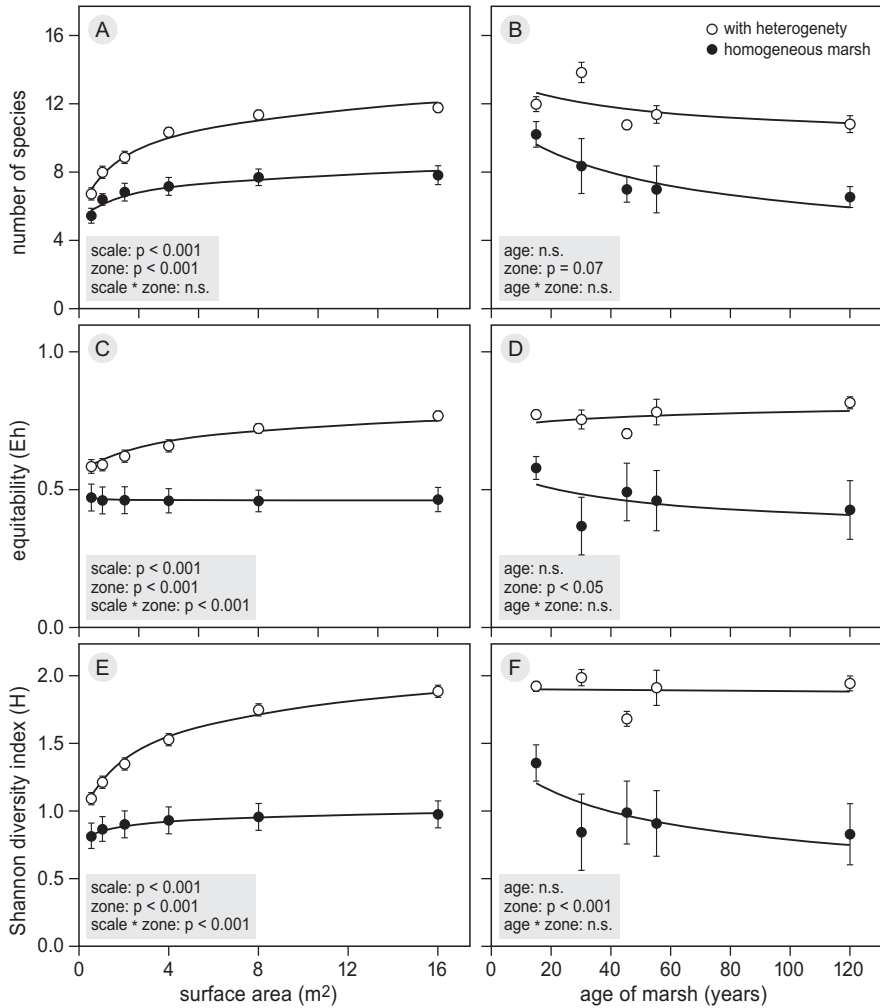 A
16
12
8
4
0
number of species
scale: p < 0.001
zone: p < 0.001
scale * zone: n.s.
B
with heterogenety
homogeneous marsh
age: n.s.
zone: p = 0.07
age * zone: n.s.
C
1.0
0.5
0.0
equitability (Eh)
scale: p < 0.001
zone: p < 0.001
scale * zone: p < 0.001
D
age: n.s.
zone: p < 0.05
age * zone: n.s.
E
2.0
1.5
1.0
0.5
0.0
Shannon diversity index (H)
scale: p < 0.001
zone: p < 0.001
scale * zone: p < 0.001
0 4 8 12 16
surface area (m2)
F
age: n.s.
zone: p < 0.001
age * zone: n.s.
0 20 40 60 80 100 120
age of marsh (years)